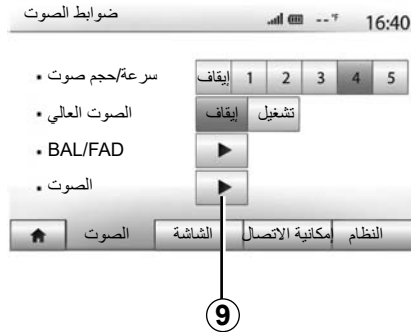 ضوابط الصوت --°F 16:40
سرعة/حجم صوت إيقاف 1 2 3 4 5
الصوت العالي إيقاف تشغيل
BAL/FAD
الصوت
الصوت الشاشة إمكانية الاتصال النظام
9